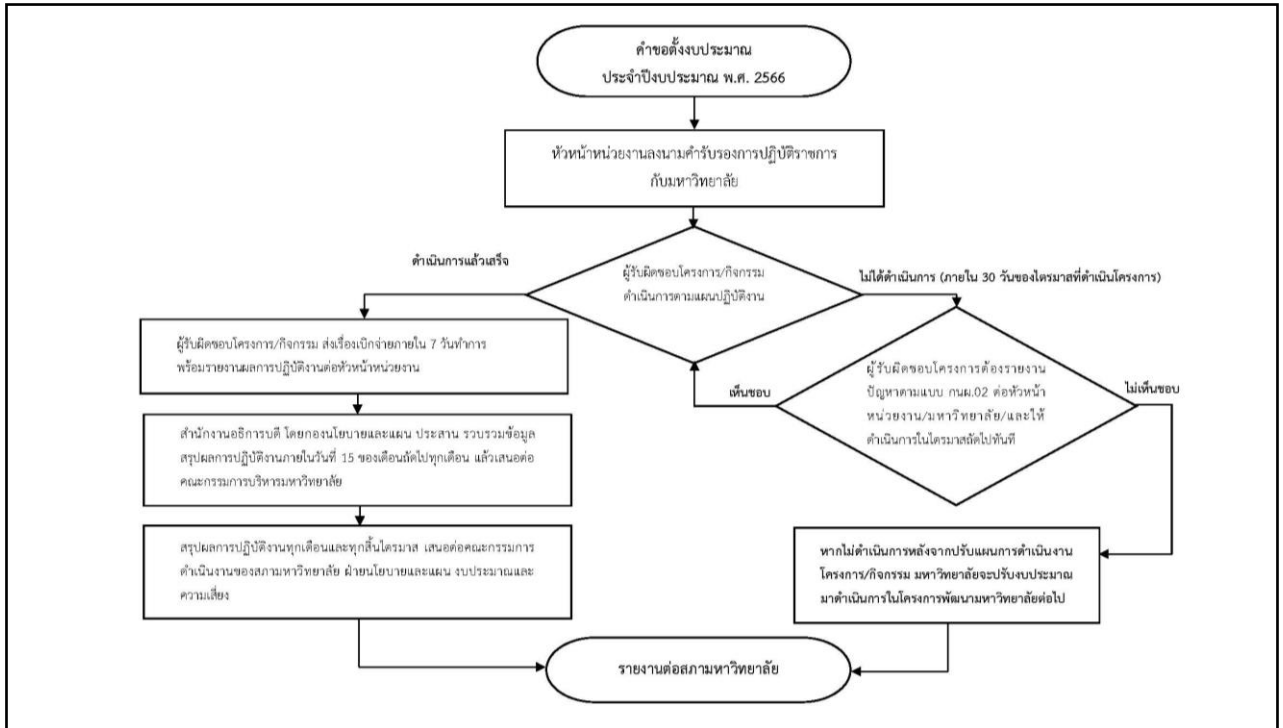 คำขอตั้งงบประมาณ
ประจำปีงบประมาณ พ.ศ. 2566
หัวหน้าหน่วยงานลงนามคำรับรองการปฏิบัติราชการ
กับมหาวิทยาลัย
ดำเนินการแล้วเสร็จ
ผู้รับผิดชอบโครงการ/กิจกรรม
ดำเนินการตามแผนปฏิบัติงาน
ไม่ได้ดำเนินการ (ภายใน 30 วันของไตรมาสที่ดำเนินโครงการ)
ผู้รับผิดชอบโครงการ/กิจกรรม ส่งเรื่องเบิกจ่ายภายใน 7 วันทำการ
พร้อมรายงานผลการปฏิบัติงานต่อหัวหน้าหน่วยงาน
เห็นชอบ
ผู้รับผิดชอบโครงการต้องรายงาน
ปัญหาตามแบบ กนผ.02 ต่อหัวหน้า
หน่วยงาน/มหาวิทยาลัย/และให้
ดำเนินการในไตรมาสถัดไปทันที
ไม่เห็นชอบ
สำนักงานอธิการบดี โดยกองนโยบายและแผน ประสาน รวบรวมข้อมูล
สรุปผลการปฏิบัติงานภายในวันที่ 15 ของเดือนถัดไปทุกเดือน แล้วเสนอต่อ
คณะกรรมการบริหารมหาวิทยาลัย
สรุปผลการปฏิบัติงานทุกเดือนและทุกสิ้นไตรมาส เสนอต่อคณะกรรมการ
ดำเนินงานของสภามหาวิทยาลัย ฝ่ายนโยบายและแผน งบประมาณและ
ความเสี่ยง
หากไม่ดำเนินการหลังจากปรับแผนการดำเนินงาน
โครงการ/กิจกรรม มหาวิทยาลัยจะปรับงบประมาณ
มาดำเนินการในโครงการพัฒนามหาวิทยาลัยต่อไป
รายงานต่อสภามหาวิทยาลัย